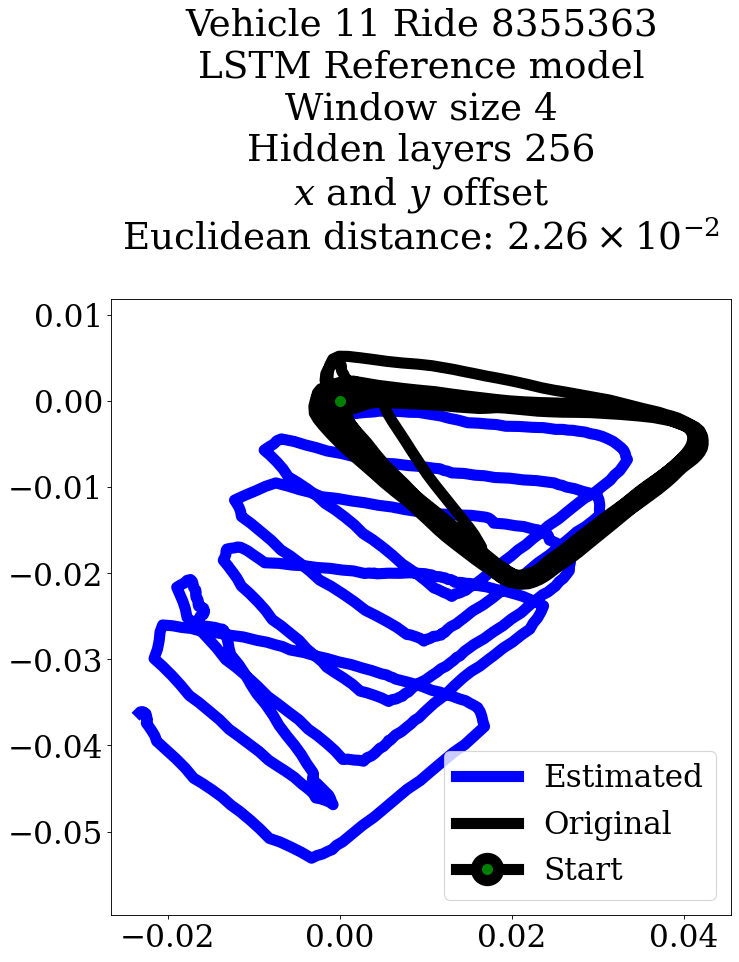 Vehicle 11 Ride 8355363
LSTM Reference model
Window size 4
Hidden layers 256
x and y offset
Euclidean distance: 2.26 × 10⁻²
0.01
0.00
−0.01
−0.02
−0.03
−0.04
−0.05
Estimated
Original
Start
−0.02
0.00
0.02
0.04